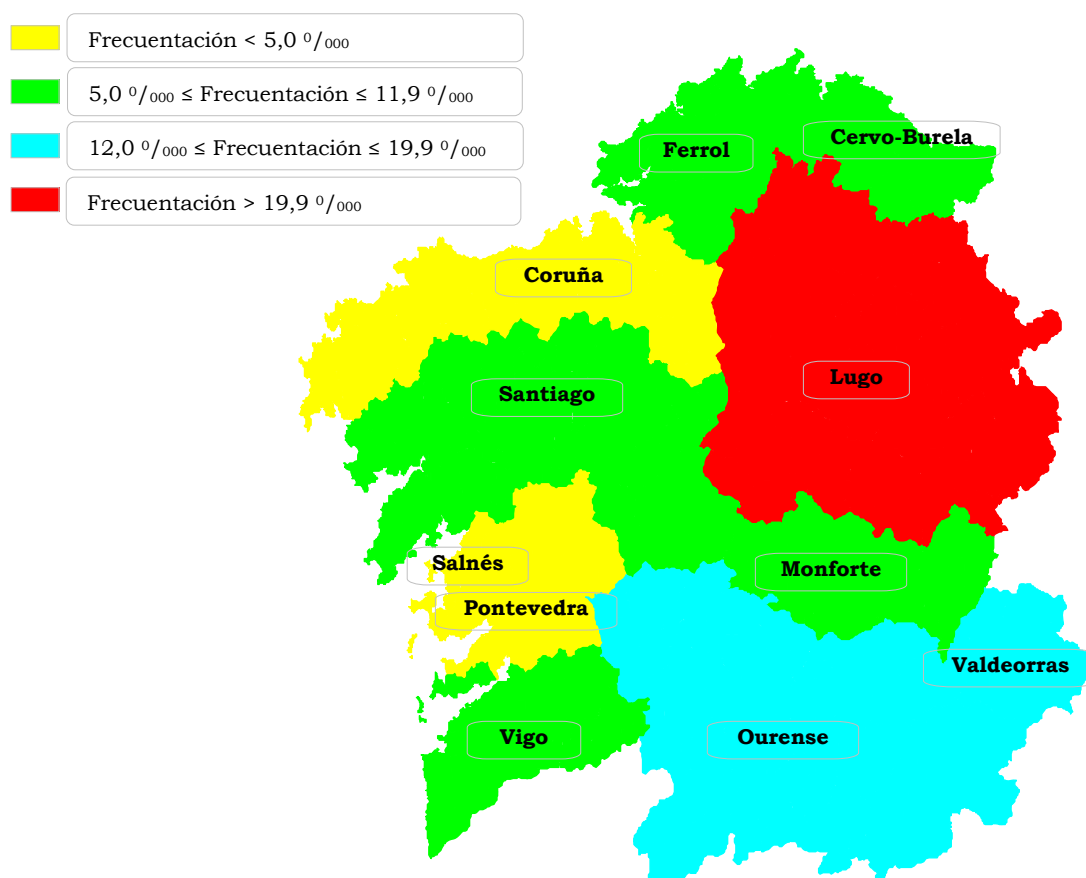 Frecuentación < 5,0 ⁰/₀₀₀
5,0 ⁰/₀₀₀ ≤ Frecuentación ≤ 11,9 ⁰/₀₀₀
12,0 ⁰/₀₀₀ ≤ Frecuentación ≤ 19,9 ⁰/₀₀₀
Frecuentación > 19,9 ⁰/₀₀₀
Cervo-Burela
Ferrol
Coruña
Lugo
Santiago
Salnés
Monforte
Pontevedra
Valdeorras
Vigo
Ourense